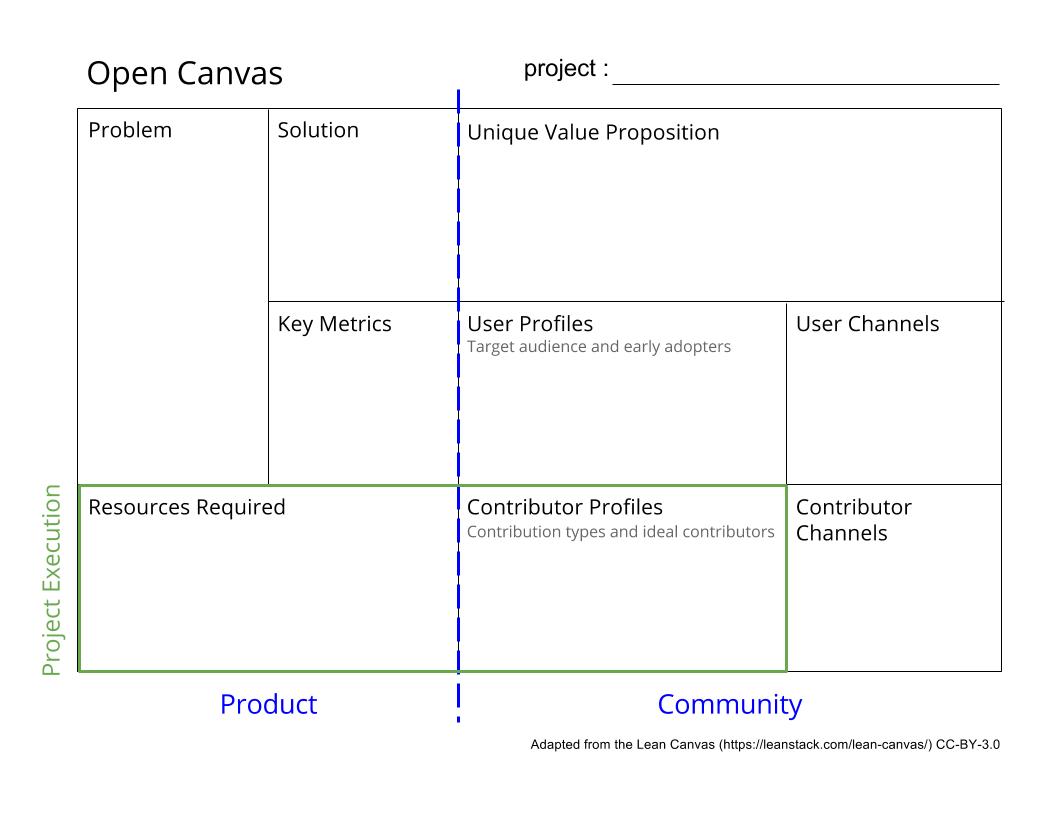 Open Canvas
project :
Problem
Solution
Unique Value Proposition
Key Metrics
User Profiles
Target audience and early adopters
User Channels
Project Execution
Resources Required
Contributor Profiles
Contribution types and ideal contributors
Contributor
Channels
Product
Community
Adapted from the Lean Canvas (https://leanstack.com/lean-canvas/) CC-BY-3.0